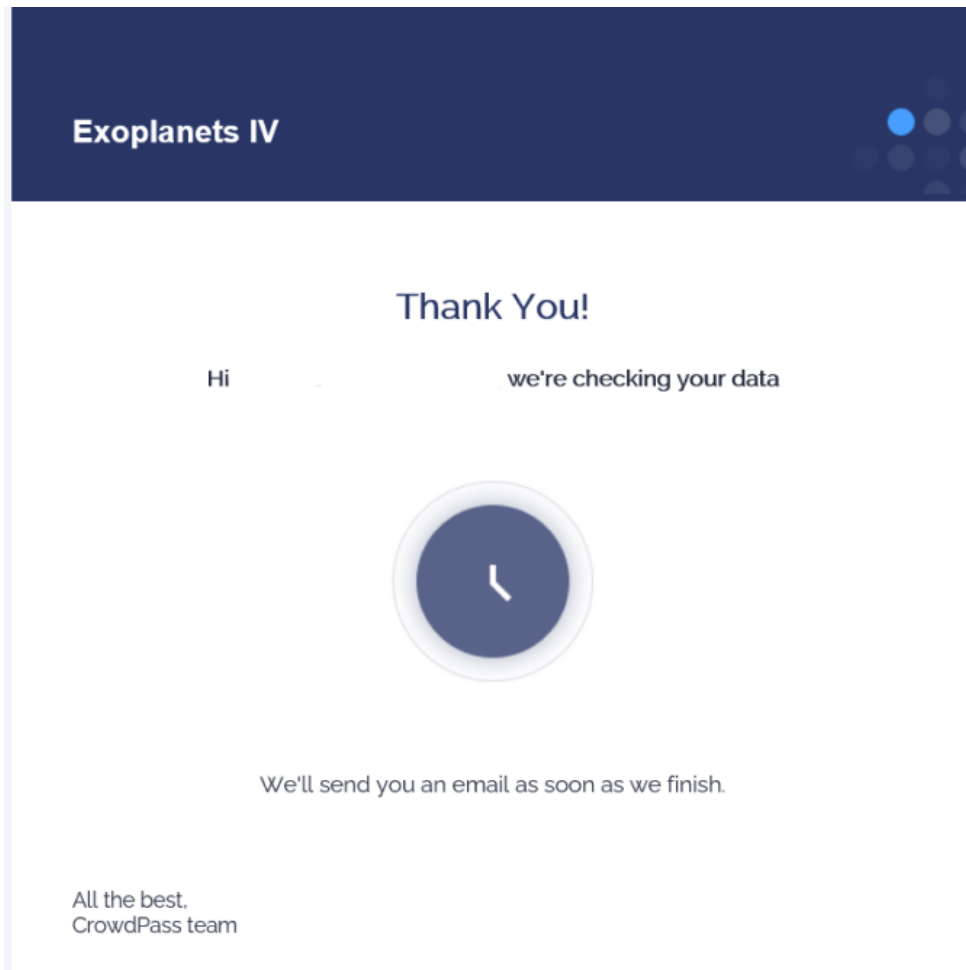 Exoplanets IV
Thank You!
Hi we're checking your data
We'll send you an email as soon as we finish.
All the best,
CrowdPass team